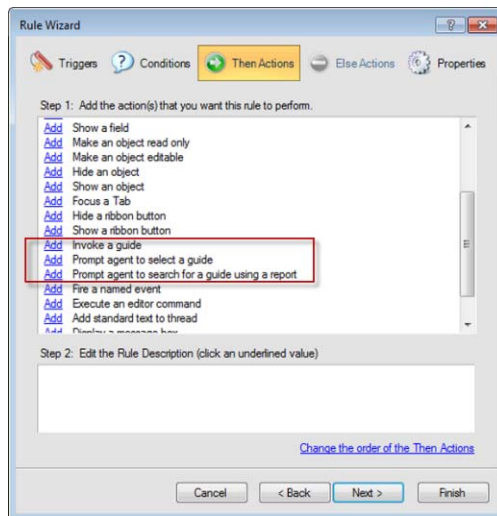 Rule Wizard
Triggers Conditions Then Actions Else Actions Properties
Step 1: Add the action(s) that you want this rule to perform.
Add Show a field
Add Make an object read only
Add Make an object editable
Add Hide an object
Add Show an object
Add Focus a Tab
Add Hide a ribbon button
Add Show a ribbon button
Add Invoke a guide
Add Prompt agent to select a guide
Add Prompt agent to search for a guide using a report
Add Fire a named event
Add Execute an editor command
Add Add standard text to thread
Add Display a message box
Step 2: Edit the Rule Description (click an underlined value)
Change the order of the Then Actions
Cancel < Back Next > Finish